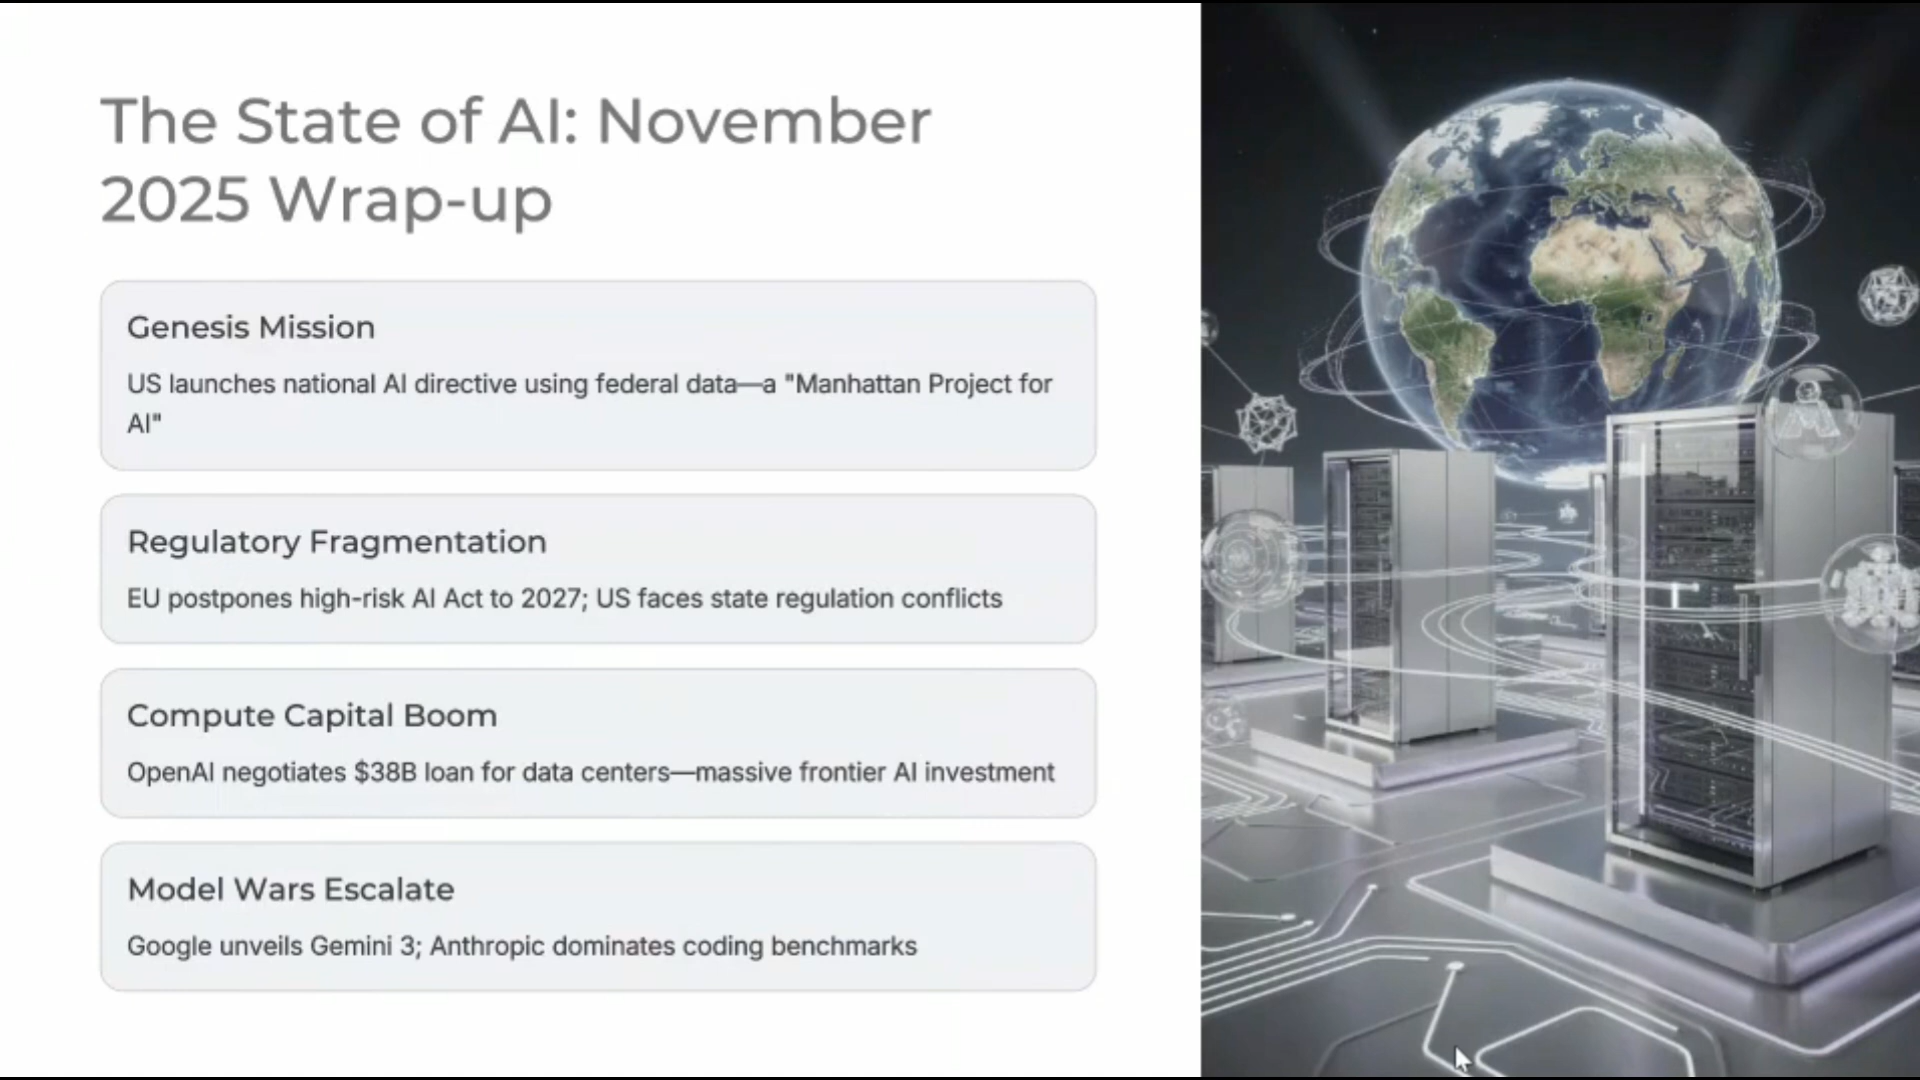 The State of AI: November
2025 Wrap-up
Genesis Mission
US launches national AI directive using federal data—a "Manhattan Project for
AI"
Regulatory Fragmentation
EU postpones high-risk AI Act to 2027; US faces state regulation conflicts
Compute Capital Boom
OpenAI negotiates $38B loan for data centers—massive frontier AI investment
Model Wars Escalate
Google unveils Gemini 3; Anthropic dominates coding benchmarks